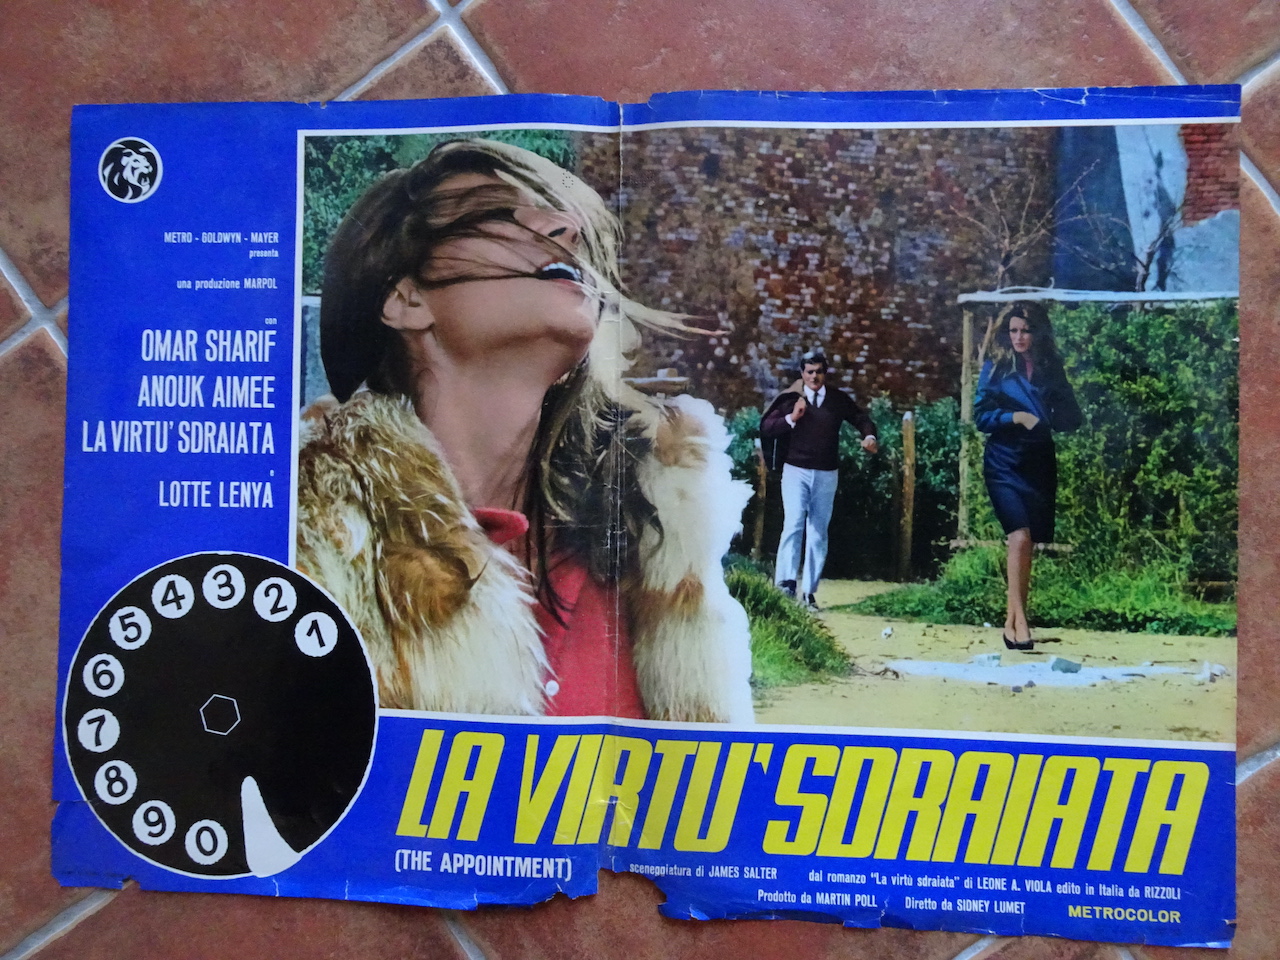 METRO - GOLDWYN - MAYER
presenta
una produzione MARPOL
con
OMAR SHARIF
ANOUK AIMEE
LA VIRTU' SDRAIATA
e
LOTTE LENYA
1
2
3
4
5
6
7
8
9
0
LA VIRTU' SDRAIATA
(THE APPOINTMENT)
sceneggiatura di JAMES SALTER dal romanzo "La virtù sdraiata" di LEONE A. VIOLA edito in Italia da RIZZOLI
Prodotto da MARTIN POLL Diretto da SIDNEY LUMET METROCOLOR